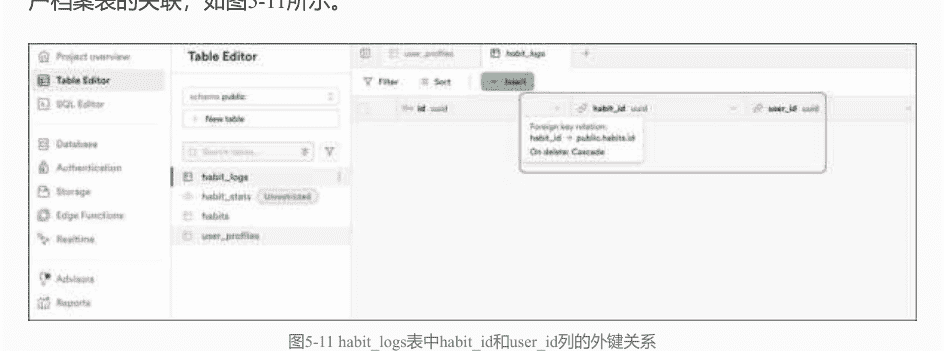 户档案表的关联，如图5-11所示。
Project overview
Table Editor
SQL Editor
Database
Authentication
Storage
Edge Functions
Realtime
Advisors
Reports
Table Editor
schema public
New table
Search tables...
habit_logs
habit_stats Unrestricted
habits
user_profiles
user_profiles
habit_logs
+
Filter
Sort
Insert
id uuid
habit_id uuid
user_id uuid
Foreign key relation:
habit_id → public.habits.id
On delete: Cascade
图5-11 habit_logs表中habit_id和user_id列的外键关系